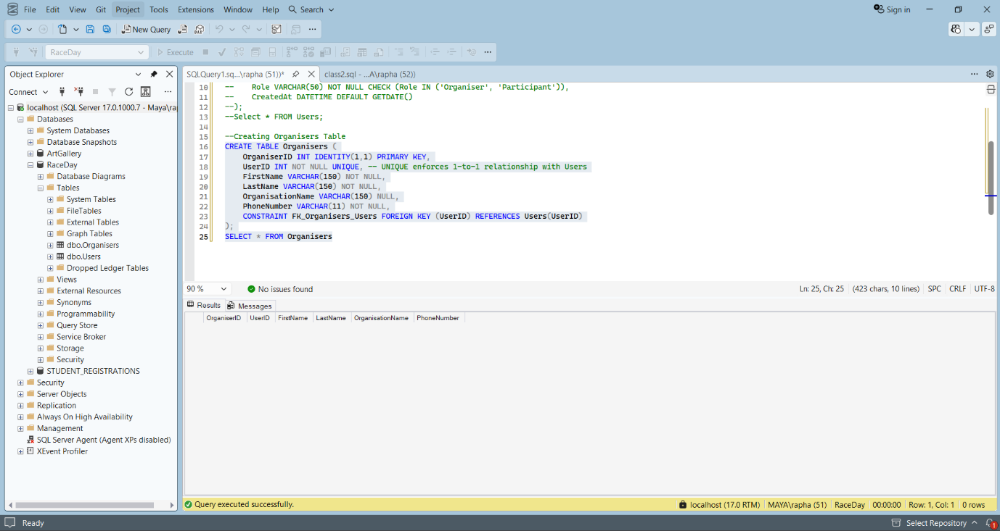 File Edit View Git Project Tools Extensions Window Help Search Sign in
New Query
RaceDay Execute
Object Explorer
Connect
localhost (SQL Server 17.0.1000.7 - Maya\rap
Databases
System Databases
Database Snapshots
ArtGallery
RaceDay
Database Diagrams
Tables
System Tables
FileTables
External Tables
Graph Tables
dbo.Organisers
dbo.Users
Dropped Ledger Tables
Views
External Resources
Synonyms
Programmability
Query Store
Service Broker
Storage
Security
STUDENT_REGISTRATIONS
Security
Server Objects
Replication
Always On High Availability
Management
SQL Server Agent (Agent XPs disabled)
XEvent Profiler
SQLQuery1.sq...\rapha (51))* class2.sql - ...A\rapha (52))
10 -- Role VARCHAR(50) NOT NULL CHECK (Role IN ('Organiser', 'Participant')),
11 -- CreatedAt DATETIME DEFAULT GETDATE()
12 --);
13 --Select * FROM Users;
14
15 --Creating Organisers Table
16 CREATE TABLE Organisers (
17 OrganiserID INT IDENTITY(1,1) PRIMARY KEY,
18 UserID INT NOT NULL UNIQUE, -- UNIQUE enforces 1-to-1 relationship with Users
19 FirstName VARCHAR(150) NOT NULL,
20 LastName VARCHAR(150) NOT NULL,
21 OrganisationName VARCHAR(150) NULL,
22 PhoneNumber VARCHAR(11) NOT NULL,
23 CONSTRAINT FK_Organisers_Users FOREIGN KEY (UserID) REFERENCES Users(UserID)
24 );
25 SELECT * FROM Organisers
90 % No issues found Ln: 25, Ch: 25 (423 chars, 10 lines) SPC CRLF UTF-8
Results Messages
OrganiserID UserID FirstName LastName OrganisationName PhoneNumber
Query executed successfully. localhost (17.0 RTM) MAYA\rapha (51) RaceDay 00:00:00 Row: 1, Col: 1 0 rows
Ready Select Repository 1